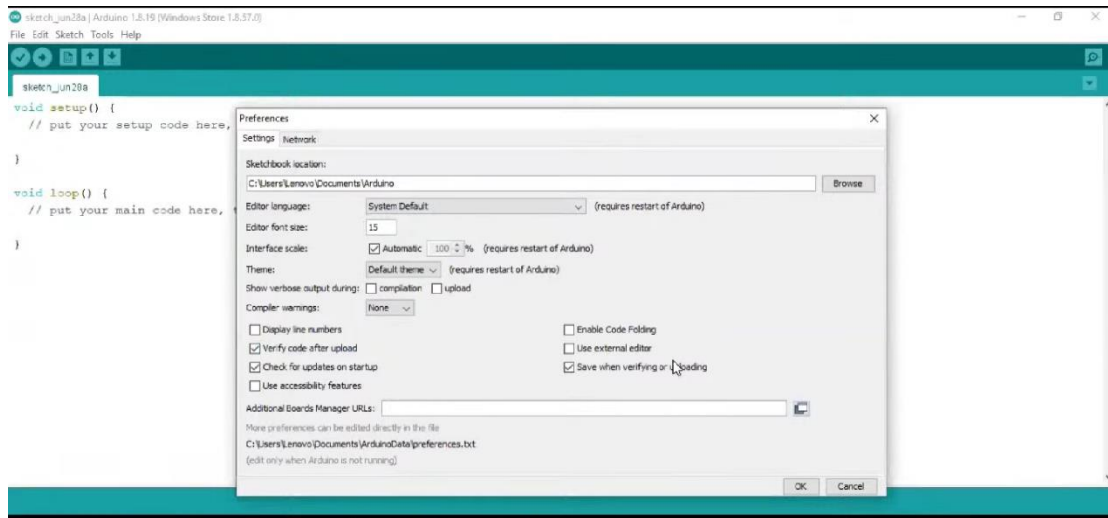 sketch_jun28a | Arduino 1.8.19 (Windows Store 1.8.57.0)
File Edit Sketch Tools Help
sketch_jun28a
void setup() {
// put your setup code here,
}
void loop() {
// put your main code here,
}
Preferences
Settings Network
Sketchbook location:
C:\Users\Lenovo\Documents\Arduino Browse
Editor language: System Default (requires restart of Arduino)
Editor font size: 15
Interface scale: Automatic 100 % (requires restart of Arduino)
Theme: Default theme (requires restart of Arduino)
Show verbose output during: compilation upload
Compiler warnings: None
Display line numbers Enable Code Folding
Verify code after upload Use external editor
Check for updates on startup Save when verifying or uploading
Use accessibility features
Additional Boards Manager URLs:
More preferences can be edited directly in the file
C:\Users\Lenovo\Documents\ArduinoData\preferences.txt
(edit only when Arduino is not running)
OK Cancel